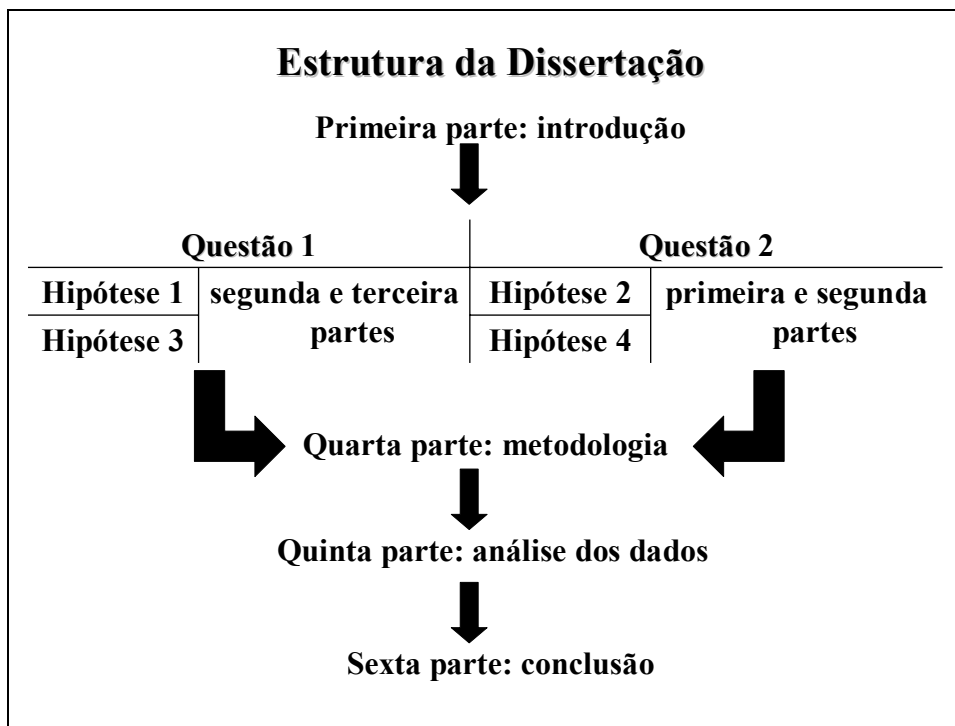 Estrutura da Dissertação
Primeira parte: introdução
Questão 1
Questão 2
Hipótese 1
segunda e terceira
partes
Hipótese 3
Hipótese 2
primeira e segunda
partes
Hipótese 4
Quarta parte: metodologia
Quinta parte: análise dos dados
Sexta parte: conclusão